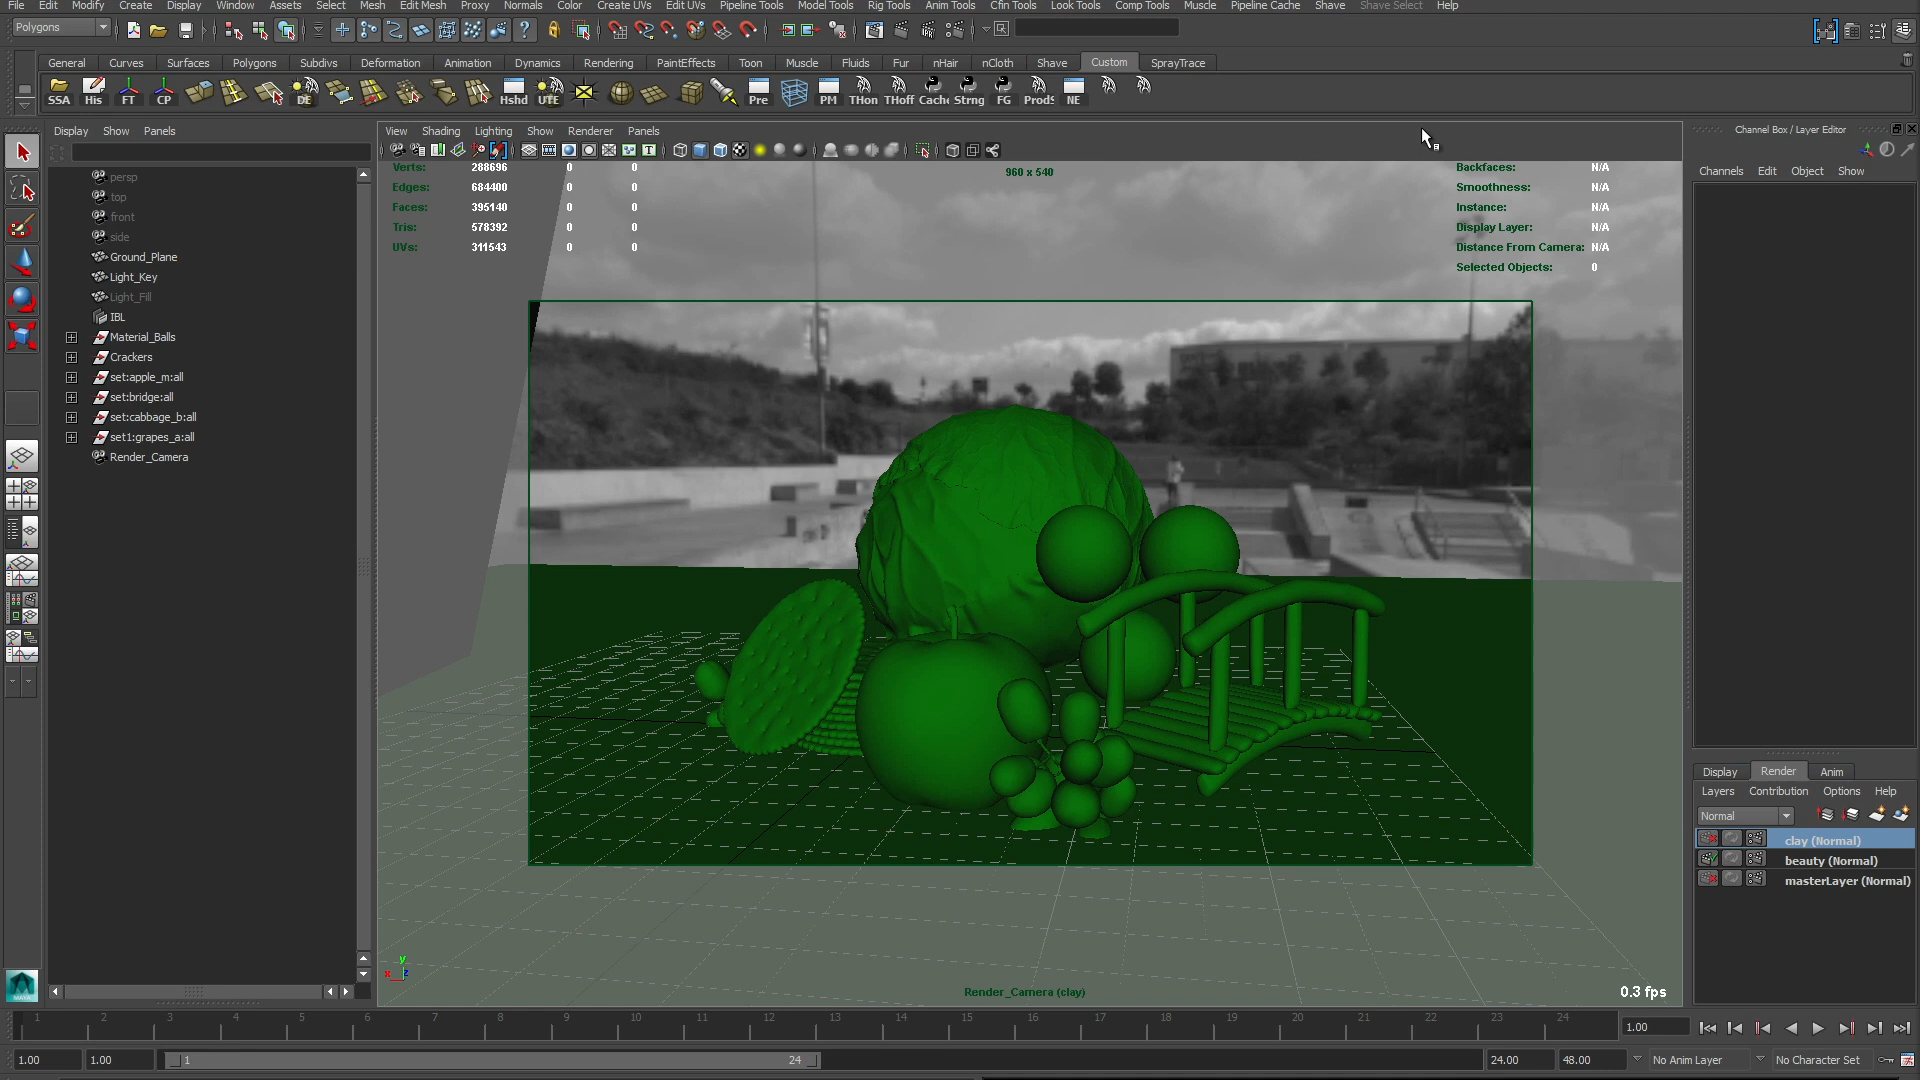 File Edit Modify Create Display Window Assets Select Mesh Edit Mesh Proxy Normals Color Create UVs Edit UVs Pipeline Tools Model Tools Rig Tools Anim Tools Cfin Tools Look Tools Comp Tools Muscle Pipeline Cache Shave Shave Select Help
Polygons
General Curves Surfaces Polygons Subdivs Deformation Animation Dynamics Rendering PaintEffects Toon Muscle Fluids Fur nHair nCloth Shave Custom SprayTrace
SSA His FT CP DE Hshd UTE Pre PM THon THoff Cache Strng FG Prods NE
Display Show Panels
View Shading Lighting Show Renderer Panels
Channel Box / Layer Editor
Channels Edit Object Show
persp
top
front
side
Ground_Plane
Light_Key
Light_Fill
IBL
Material_Balls
Crackers
set:apple_m:all
set:bridge:all
set:cabbage_b:all
set1:grapes_a:all
Render_Camera
Verts: 288696 0 0
Edges: 684400 0 0
Faces: 395140 0 0
Tris: 578392 0 0
UVs: 311543 0 0
960 x 540
Backfaces: N/A
Smoothness: N/A
Instance: N/A
Display Layer: N/A
Distance From Camera: N/A
Selected Objects: 0
y
x z
Render_Camera (clay)
0.3 fps
Display Render Anim
Layers Contribution Options Help
Normal
clay (Normal)
beauty (Normal)
masterLayer (Normal)
MAYA
1 2 3 4 5 6 7 8 9 10 11 12 13 14 15 16 17 18 19 20 21 22 23 24
1.00
1.00 1.00 1 24 24.00 48.00 No Anim Layer No Character Set